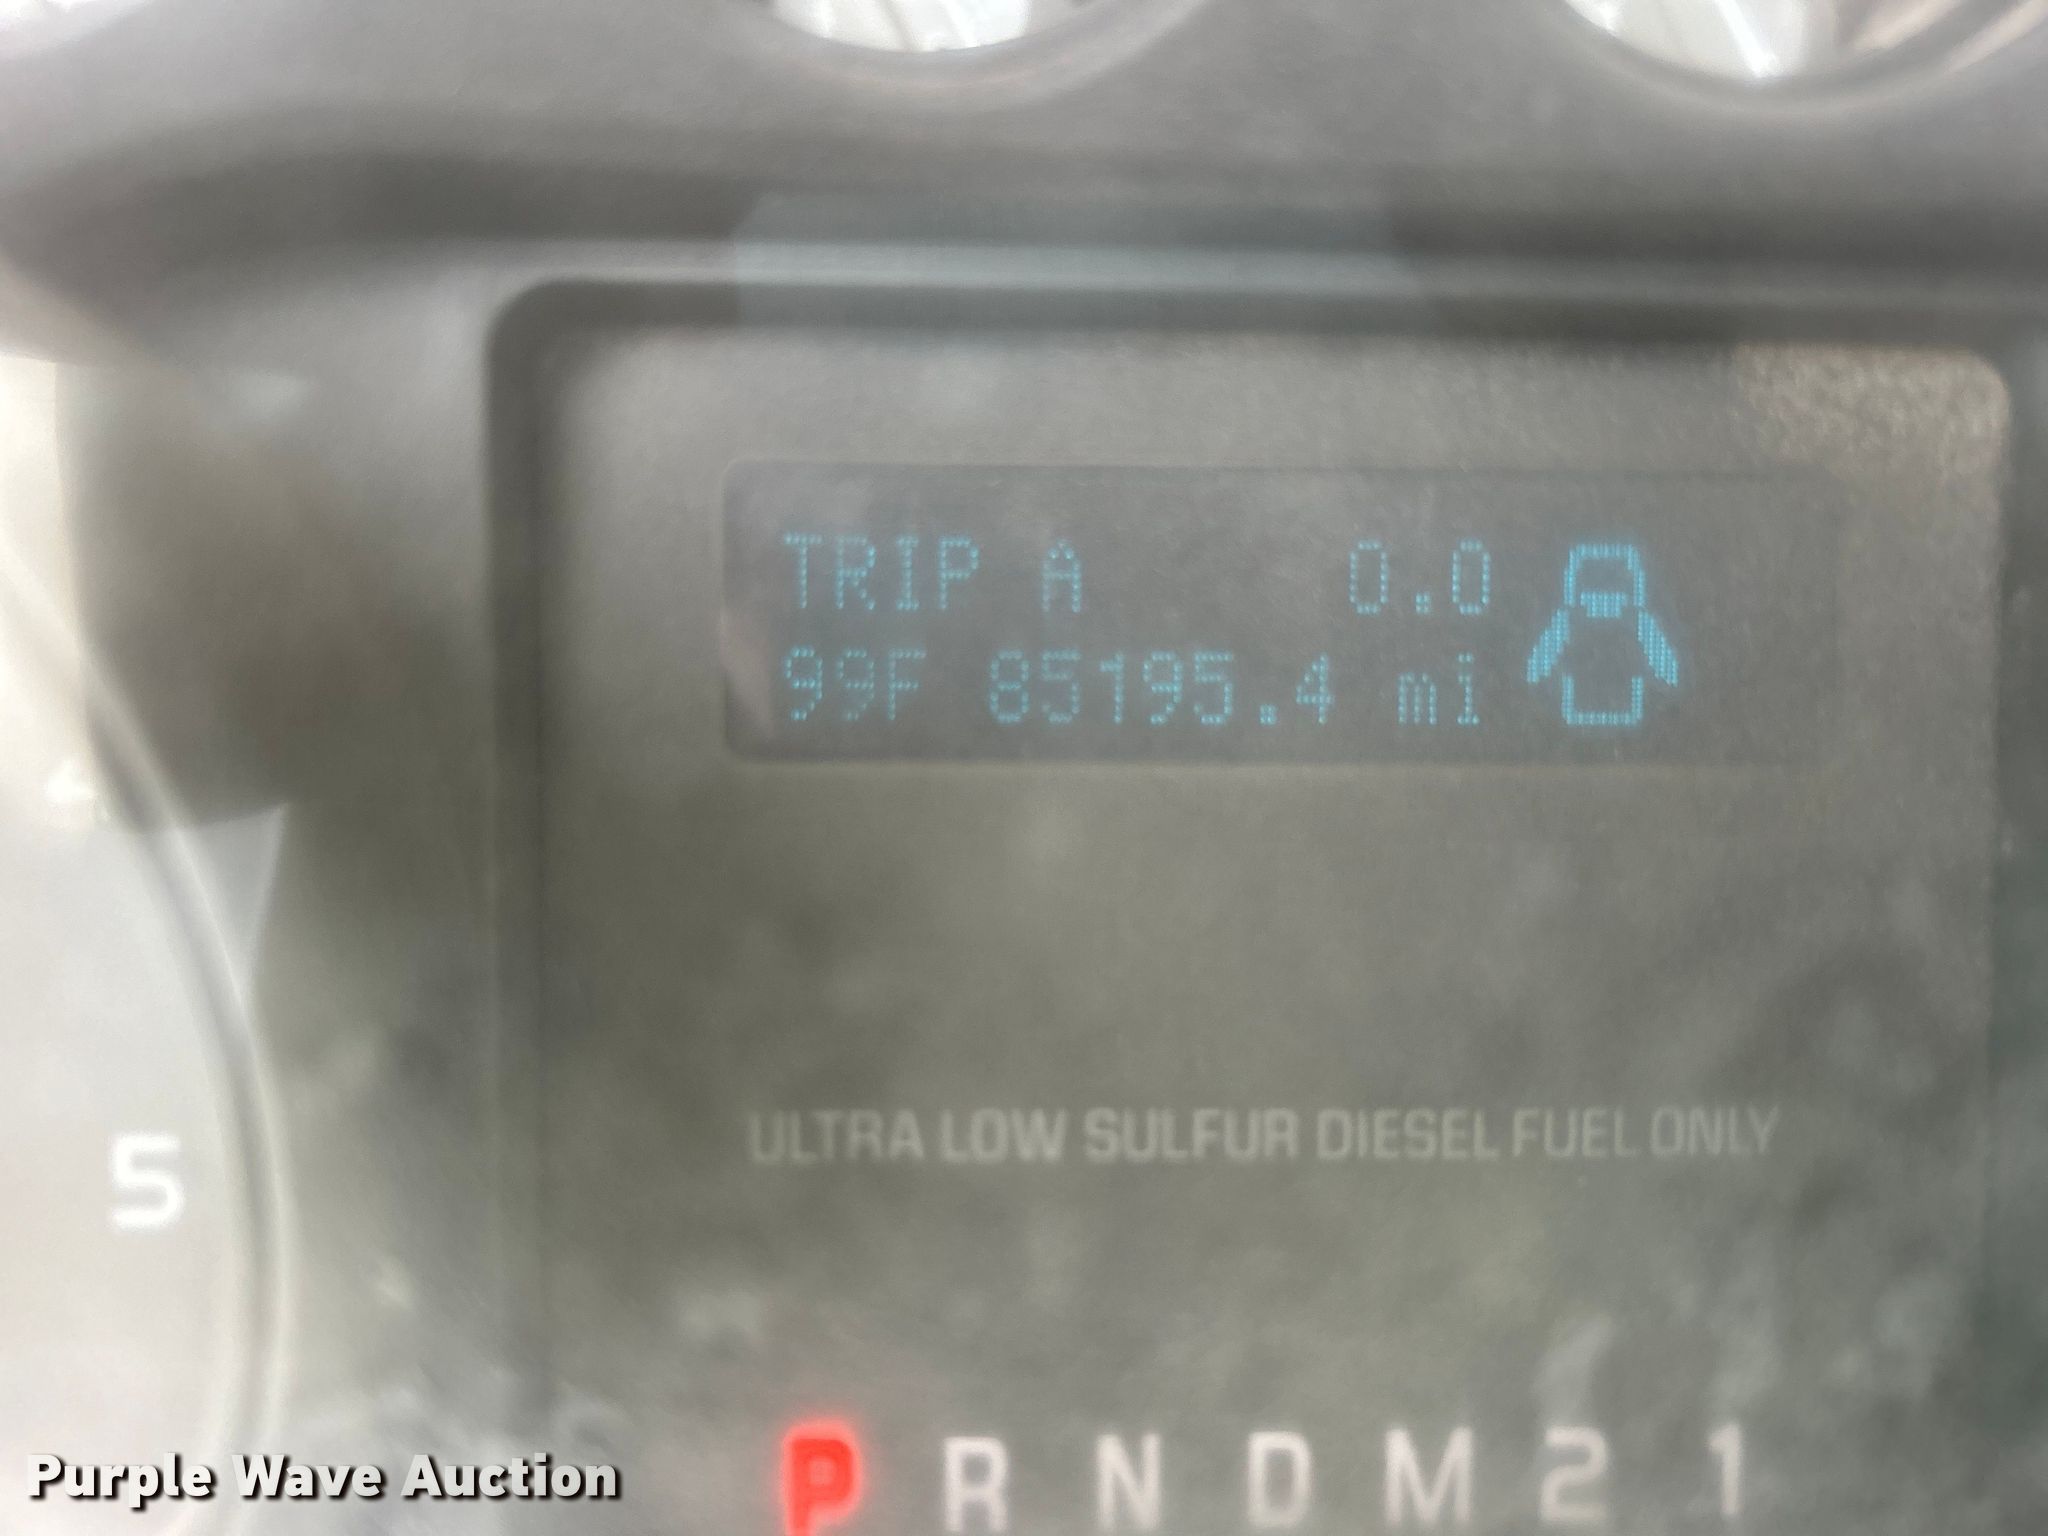 TRIP A 0.0
99F 85195.4 mi
ULTRA LOW SULFUR DIESEL FUEL ONLY
5
P R N D M 2 1
Purple Wave Auction